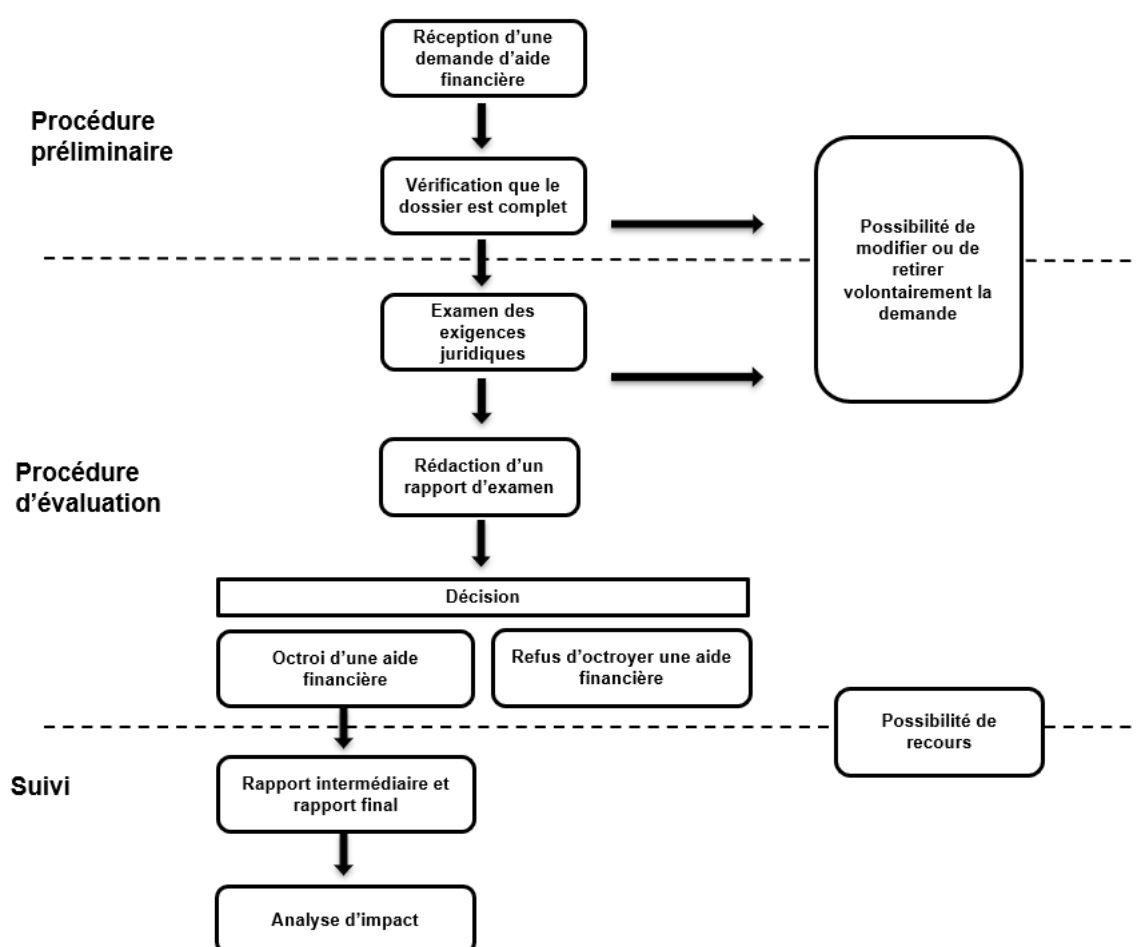 Réception d’une
demande d’aide
financière
Procédure
préliminaire
Vérification que le
dossier est complet
Possibilité de
modifier ou de
retirer
volontairement la
demande
Examen des
exigences
juridiques
Procédure
d’évaluation
Rédaction d’un
rapport d’examen
Décision
Octroi d’une aide
financière
Refus d’octroyer une aide
financière
Possibilité de
recours
Suivi
Rapport intermédiaire et
rapport final
Analyse d’impact